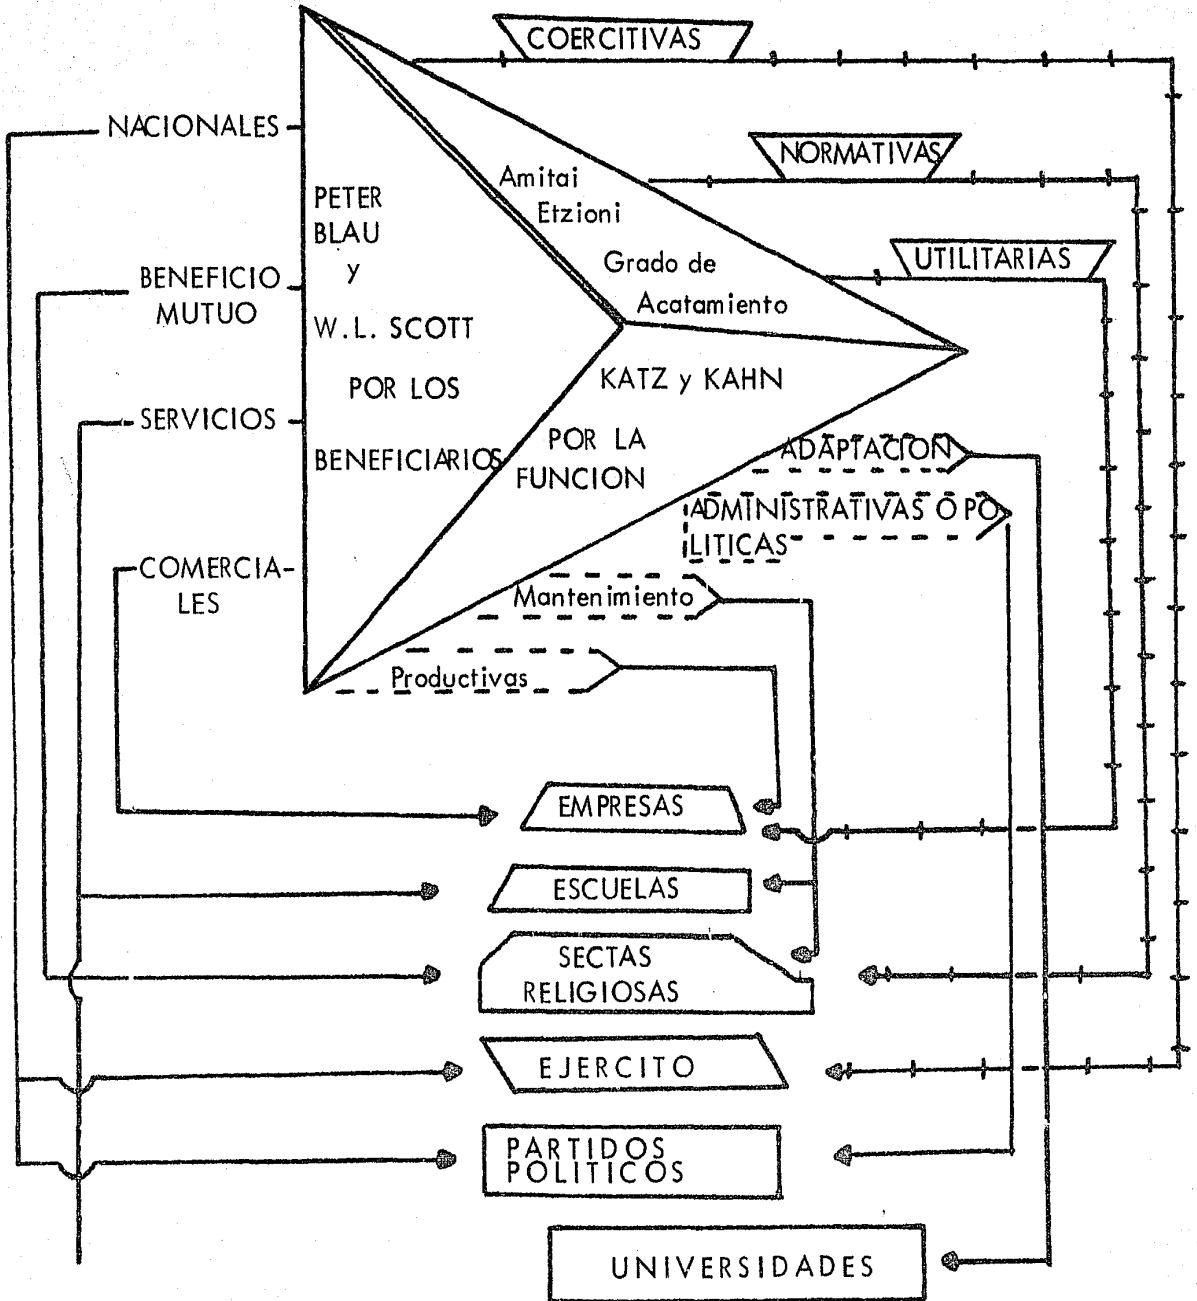 COERCITIVAS
NACIONALES
NORMATIVAS
Amitai
Etzioni
PETER
BLAU
y
W.L. SCOTT
POR LOS
BENEFICIARIOS
UTILITARIAS
Grado de
Acatamiento
BENEFICIO
MUTUO
KATZ y KAHN
POR LA
FUNCION
SERVICIOS
ADAPTACION
ADMINISTRATIVAS O PO
LITICAS
COMERCIA-
LES
Mantenimiento
Productivas
EMPRESAS
ESCUELAS
SECTAS
RELIGIOSAS
EJERCITO
PARTIDOS
POLITICOS
UNIVERSIDADES